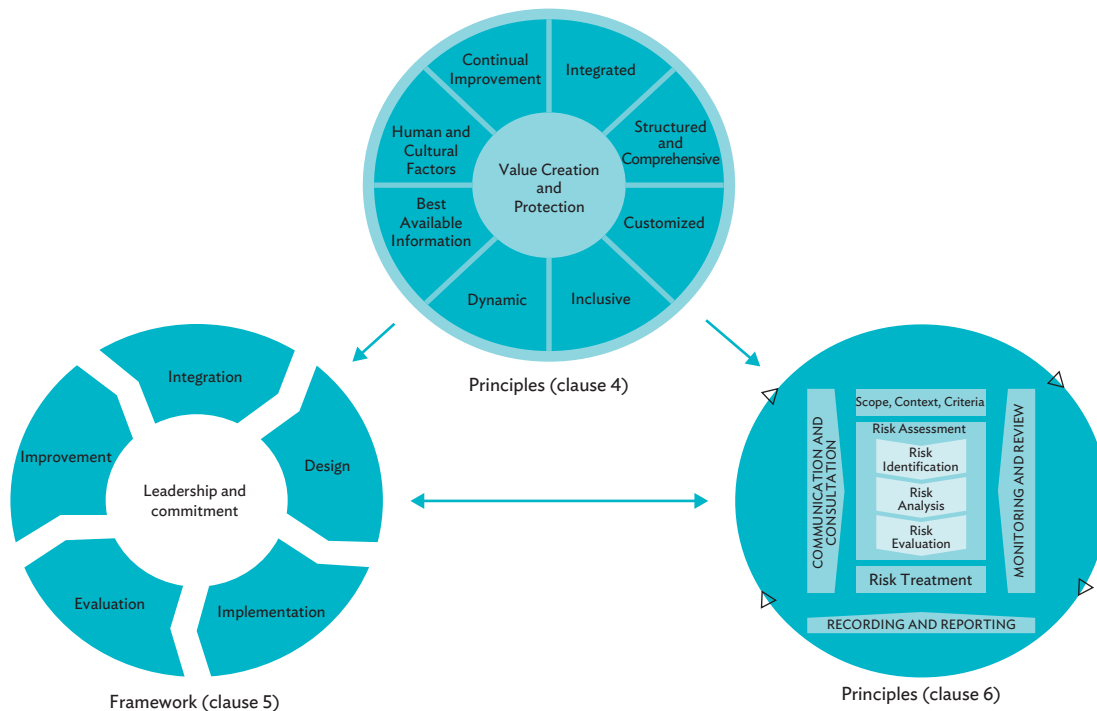 Continual
Improvement
Integrated
Structured
and
Comprehensive
Customized
Inclusive
Dynamic
Best
Available
Information
Human and
Cultural
Factors
Value Creation
and
Protection
Principles (clause 4)
Integration
Design
Implementation
Evaluation
Improvement
Leadership and
commitment
Framework (clause 5)
Scope, Context, Criteria
Risk Assessment
Risk
Identification
Risk
Analysis
Risk
Evaluation
Risk Treatment
COMMUNICATION AND
CONSULTATION
MONITORING AND REVIEW
RECORDING AND REPORTING
Principles (clause 6)